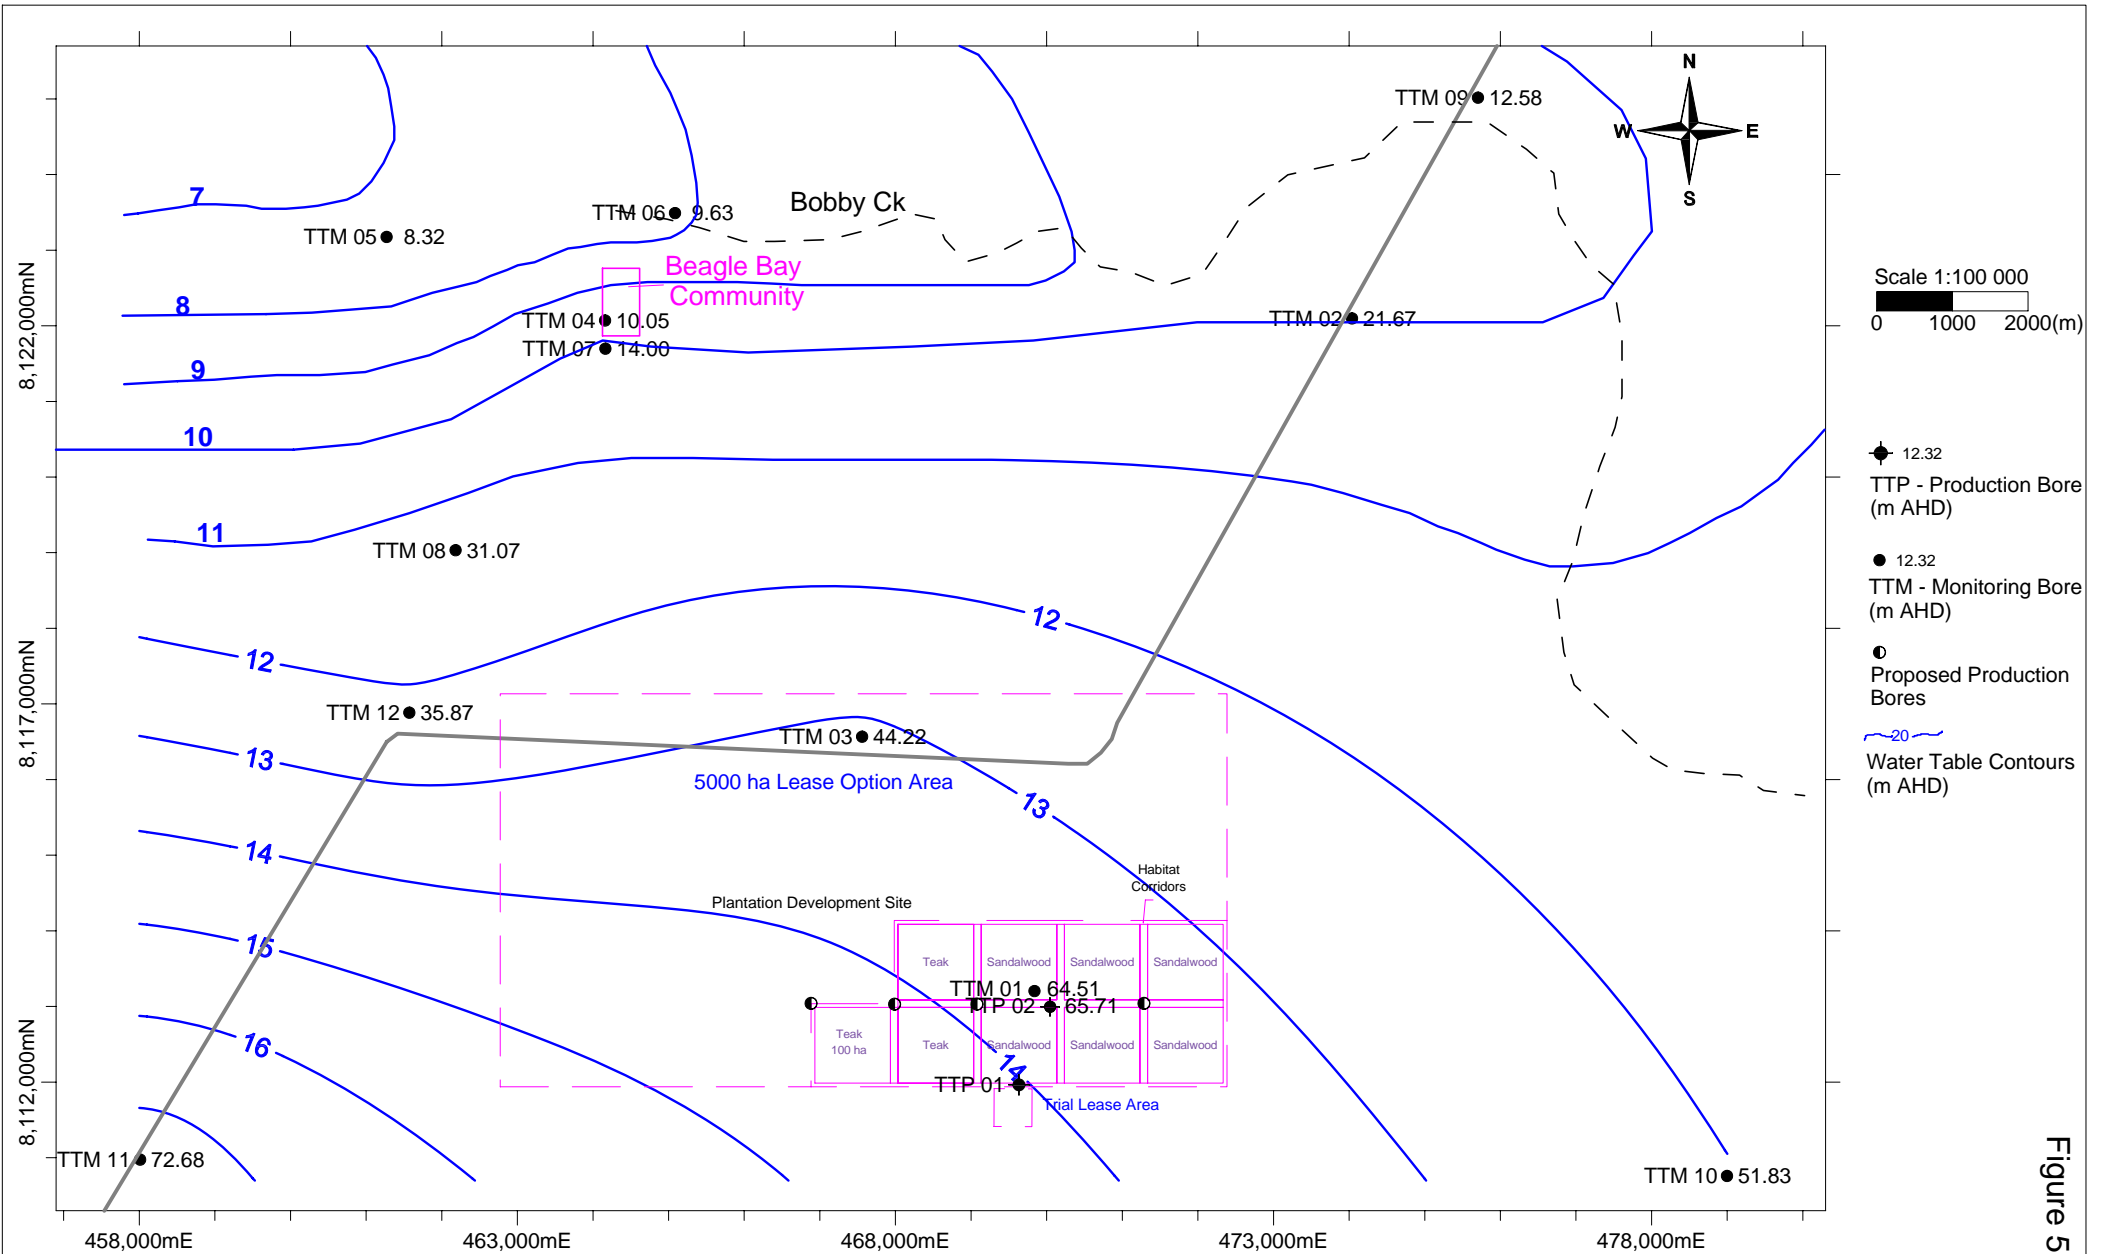 N
W
E
S
TTM 09 12.58
7
TTM 06 9.63
Bobby Ck
TTM 05 8.32
Beagle Bay
Community
8
TTM 04 10.05
TTM 02 21.67
TTM 07 14.00
9
10
11
TTM 08 31.07
12
12
TTM 12 35.87
TTM 03 44.22
13
5000 ha Lease Option Area
13
14
Habitat
Corridors
Plantation Development Site
15
Teak
Sandalwood
Sandalwood
Sandalwood
TTM 01 64.51
TTP 02 65.71
Teak
100 ha
Teak
Sandalwood
Sandalwood
Sandalwood
16
14
TTP 01
Trial Lease Area
TTM 11 72.68
TTM 10 51.83
8,122,000mN
8,117,000mN
8,112,000mN
458,000mE
463,000mE
468,000mE
473,000mE
478,000mE
Scale 1:100 000
0 1000 2000(m)
12.32
TTP - Production Bore
(m AHD)
12.32
TTM - Monitoring Bore
(m AHD)
Proposed Production
Bores
20
Water Table Contours
(m AHD)
Figure 5